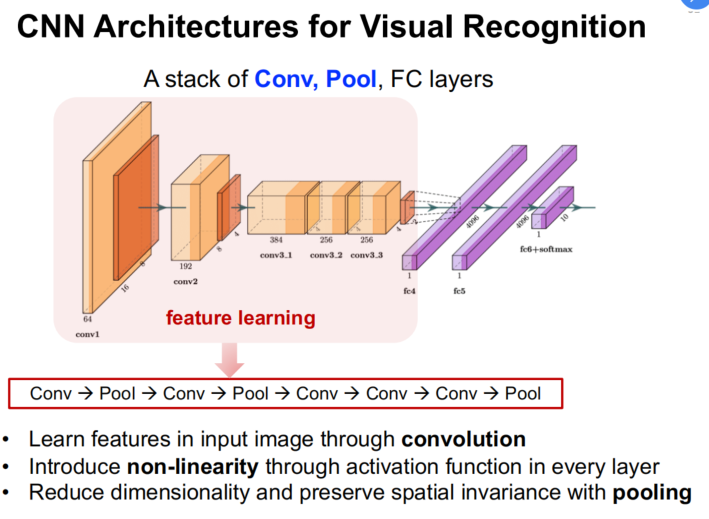 CNN Architectures for Visual Recognition
A stack of Conv, Pool, FC layers
64
conv1
16
8
192
conv2
8
4
384
conv3_1
4
256
conv3_2
4
256
conv3_3
4
2
1
fc4
4096
1
fc5
4096
1
10
fc6+softmax
feature learning
Conv → Pool → Conv → Pool → Conv → Conv → Conv → Pool
• Learn features in input image through convolution
• Introduce non-linearity through activation function in every layer
• Reduce dimensionality and preserve spatial invariance with pooling